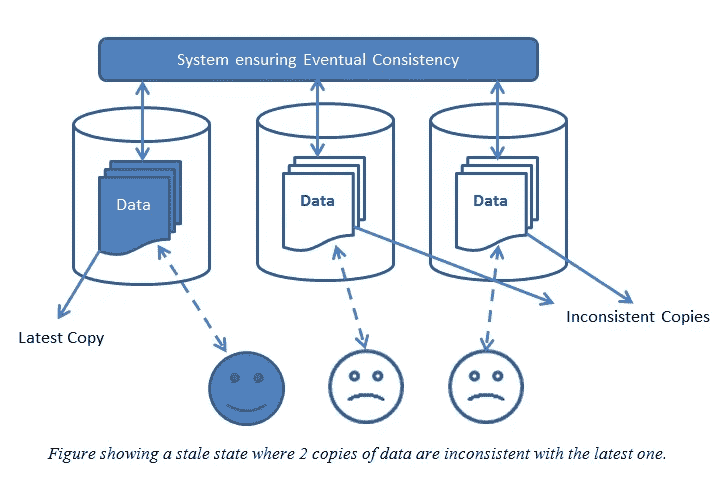 System ensuring Eventual Consistency
Data
Data
Data
Latest Copy
Inconsistent Copies
Figure showing a stale state where 2 copies of data are inconsistent with the latest one.